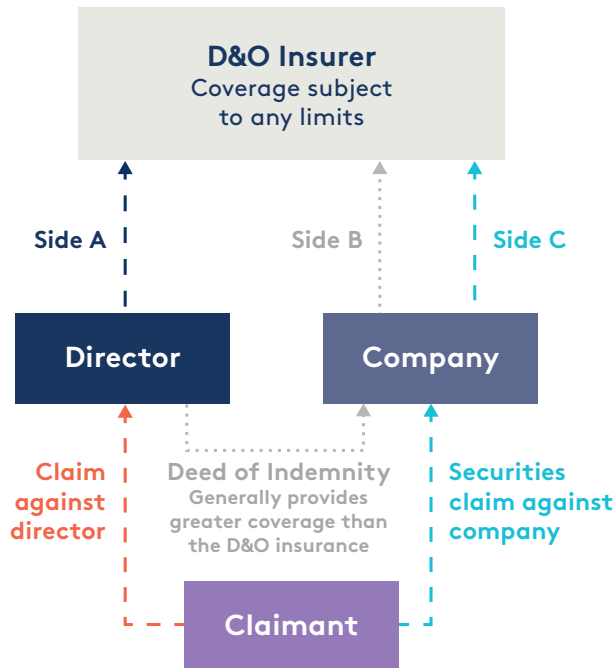 D&O Insurer
Coverage subject
to any limits
Side A
Side B
Side C
Director
Company
Claim
against
director
Deed of Indemnity
Generally provides
greater coverage than
the D&O insurance
Securities
claim against
company
Claimant